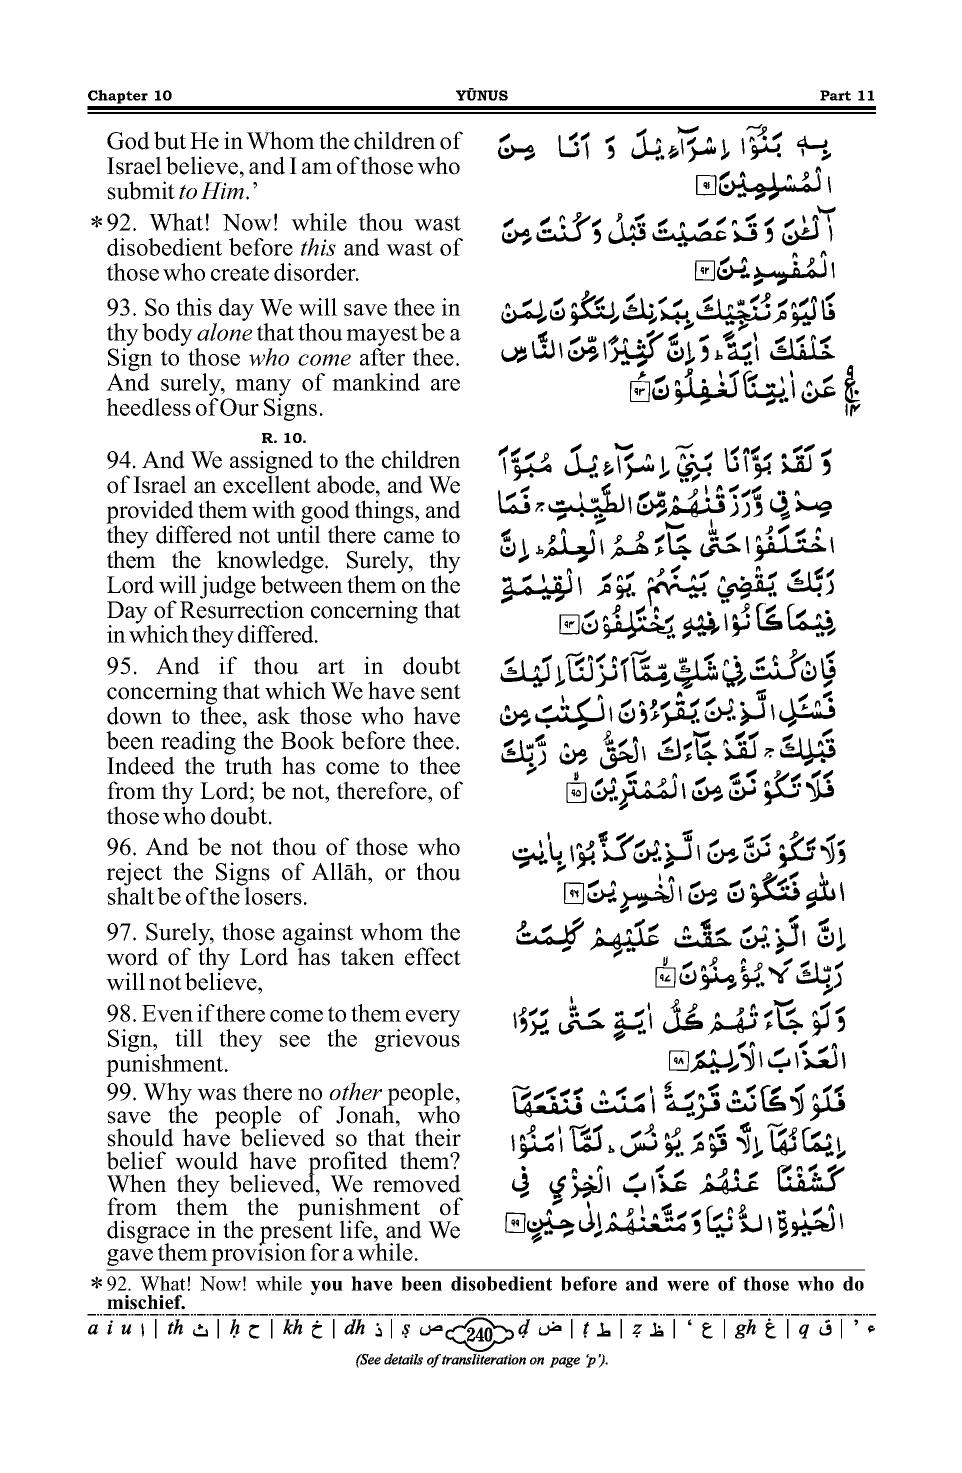 Chapter 10 YŪNUS Part 11
God but He in Whom the children of
Israel believe, and I am of those who
submit to Him.’
*92. What! Now! while thou wast
disobedient before this and wast of
those who create disorder.
93. So this day We will save thee in
thy body alone that thou mayest be a
Sign to those who come after thee.
And surely, many of mankind are
heedless of Our Signs.
R. 10.
94. And We assigned to the children
of Israel an excellent abode, and We
provided them with good things, and
they differed not until there came to
them the knowledge. Surely, thy
Lord will judge between them on the
Day of Resurrection concerning that
in which they differed.
95. And if thou art in doubt
concerning that which We have sent
down to thee, ask those who have
been reading the Book before thee.
Indeed the truth has come to thee
from thy Lord; be not, therefore, of
those who doubt.
96. And be not thou of those who
reject the Signs of Allāh, or thou
shalt be of the losers.
97. Surely, those against whom the
word of thy Lord has taken effect
will not believe,
98. Even if there come to them every
Sign, till they see the grievous
punishment.
99. Why was there no other people,
save the people of Jonah, who
should have believed so that their
belief would have profited them?
When they believed, We removed
from them the punishment of
disgrace in the present life, and We
gave them provision for a while.
بِهٖ بَنُوْۤا اِسْرَآءِيْلَ وَ اَنَا مِنَ
الْمُسْلِمِيْنَ ۹۱
آٰلْـٰٔنَ وَ قَدْ عَصَيْتَ قَبْلُ وَ كُنْتَ مِنَ
الْمُفْسِدِيْنَ ۹۲
فَالْيَوْمَ نُنَجِّيْكَ بِبَدَنِكَ لِتَكُوْنَ لِمَنْ
خَلْفَكَ اٰيَةً ؕ وَ اِنَّ كَثِيْرًا مِّنَ النَّاسِ
عَنْ اٰيٰتِنَا لَغٰفِلُوْنَ ۹۳
وَ لَقَدْ بَوَّاْنَا بَنِيْۤ اِسْرَآءِيْلَ مُبَوَّاَ
صِدْقٍ وَّ رَزَقْنٰهُمْ مِّنَ الطَّيِّبٰتِ ۚ فَمَا
اخْتَلَفُوْا حَتّٰى جَآءَهُمُ الْعِلْمُ ؕ اِنَّ
رَبَّكَ يَقْضِيْ بَيْنَهُمْ يَوْمَ الْقِيٰمَةِ
فِيْمَا كَانُوْا فِيْهِ يَخْتَلِفُوْنَ ۹۴
فَاِنْ كُنْتَ فِيْ شَكٍّ مِّمَّاۤ اَنْزَلْنَاۤ اِلَيْكَ
فَسْـَٔلِ الَّذِيْنَ يَقْرَءُوْنَ الْكِتٰبَ مِنْ
قَبْلِكَ ۚ لَقَدْ جَآءَكَ الْحَقُّ مِنْ رَّبِّكَ
فَلَا تَكُوْنَنَّ مِنَ الْمُمْتَرِيْنَ ۹۵
وَلَا تَكُوْنَنَّ مِنَ الَّذِيْنَ كَذَّبُوْا بِاٰيٰتِ
اللّٰهِ فَتَكُوْنَ مِنَ الْخٰسِرِيْنَ ۹۶
اِنَّ الَّذِيْنَ حَقَّتْ عَلَيْهِمْ كَلِمَتُ
رَبِّكَ لَا يُؤْمِنُوْنَ ۹۷
وَ لَوْ جَآءَتْهُمْ كُلُّ اٰيَةٍ حَتّٰى يَرَوُا
الْعَذَابَ الْاَلِيْمَ ۹۸
فَلَوْ لَا كَانَتْ قَرْيَةٌ اٰمَنَتْ فَنَفَعَهَاۤ
اِيْمَانُهَاۤ اِلَّا قَوْمَ يُوْنُسَ ؕ لَمَّاۤ اٰمَنُوْا
كَشَفْنَا عَنْهُمْ عَذَابَ الْخِزْيِ فِي
الْحَيٰوةِ الدُّنْيَا وَ مَتَّعْنٰهُمْ اِلٰى حِيْنٍ ۹۹
*92. What! Now! while you have been disobedient before and were of those who do
mischief.
a i u ا | th ث | ḥ ح | kh خ | dh ذ | ṣ ص 240 ḍ ض | ṭ ط | ẓ ظ | ‘ ع | gh غ | q ق | ’ ء
(See details of transliteration on page ‘p’).